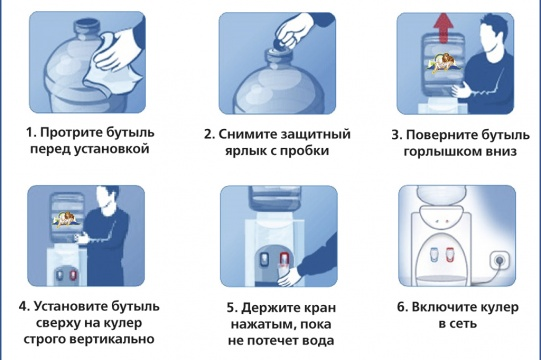 1. Протрите бутыль
перед установкой
2. Снимите защитный
ярлык с пробки
3. Поверните бутыль
горлышком вниз
4. Установите бутыль
сверху на кулер
строго вертикально
5. Держите кран
нажатым, пока
не потечет вода
6. Включите кулер
в сеть